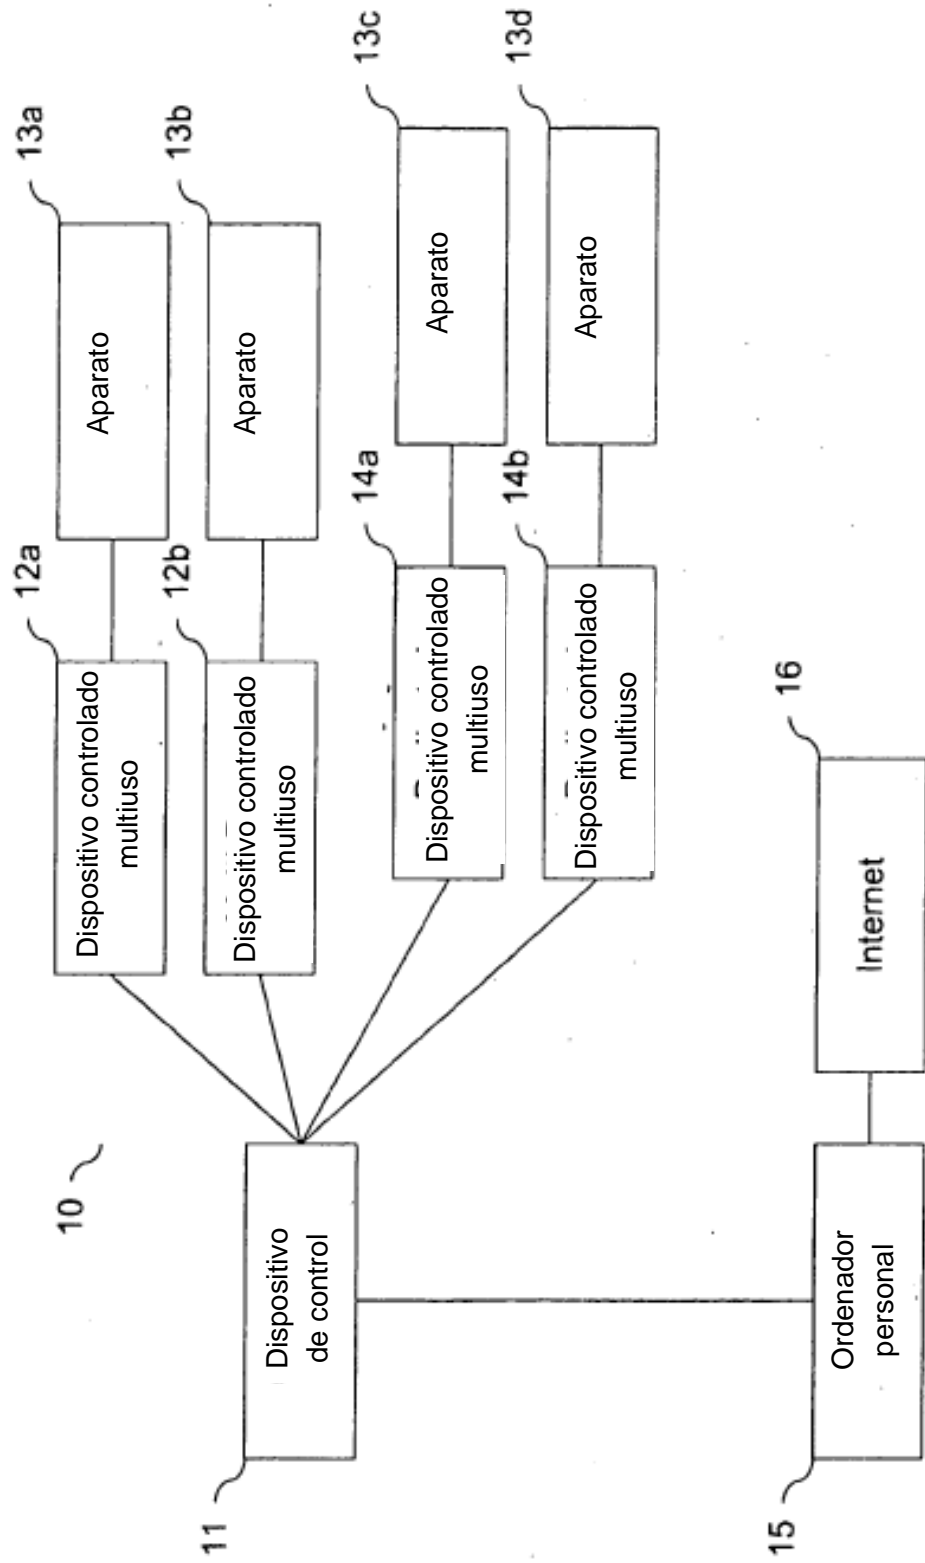 10
11
Dispositivo
de control
12a
Dispositivo controlado
multiuso
13a
Aparato
12b
Dispositivo controlado
multiuso
13b
Aparato
14a
Dispositivo controlado
multiuso
13c
Aparato
14b
Dispositivo controlado
multiuso
13d
Aparato
15
Ordenador
personal
16
Internet